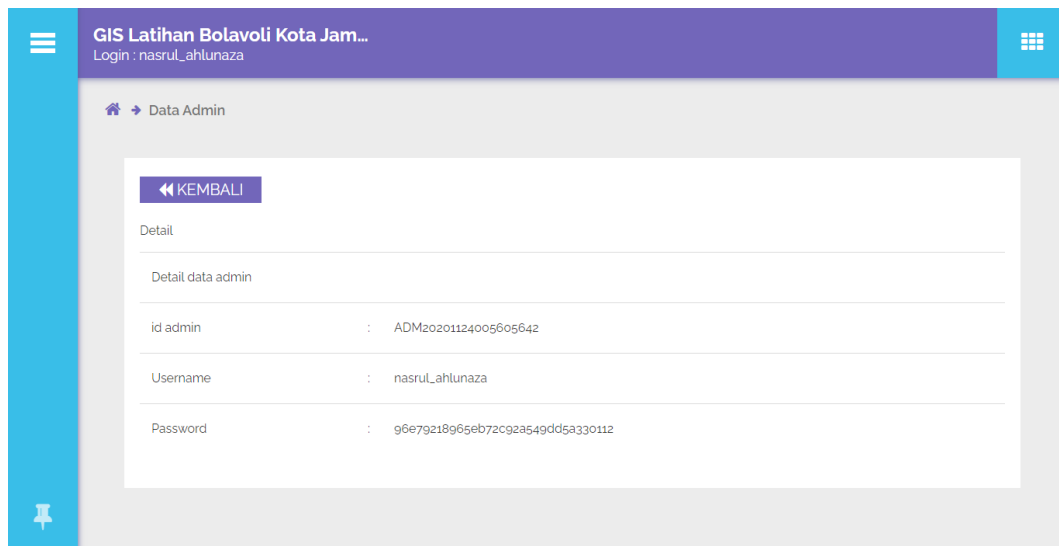 GIS Latihan Bolavoli Kota Jam...
Login : nasrul_ahlunaza
Data Admin
KEMBALI
Detail
Detail data admin
id admin : ADM20201124005605642
Username : nasrul_ahlunaza
Password : 96e79218965eb72c92a549dd5a330112